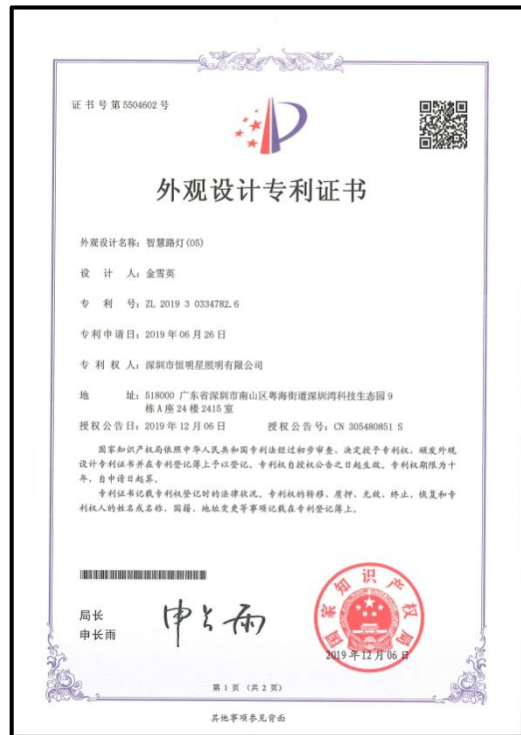 证书号第5504602号
外观设计专利证书
外观设计名称：智慧路灯(05)
设计人：金雪英
专利号：ZL 2019 3 0334782.6
专利申请日：2019年06月26日
专利权人：深圳市恒明星照明有限公司
地址：518000 广东省深圳市南山区粤海街道深圳湾科技生态园9
栋A座24楼2415室
授权公告日：2019年12月06日 授权公告号：CN 305480851 S
国家知识产权局依照中华人民共和国专利法经过初步审查，决定授予专利权，颁发外观
设计专利证书并在专利登记簿上予以登记。专利权自授权公告之日起生效。专利权期限为十
年，自申请日起算。
专利证书记载专利权登记时的法律状况。专利权的转移、质押、无效、终止、恢复和专
利权人的姓名或名称、国籍、地址变更等事项记载在专利登记簿上。
局长
申长雨
申长雨
国家知识产权局
2019年12月06日
第1页（共2页）
其他事项参见背面